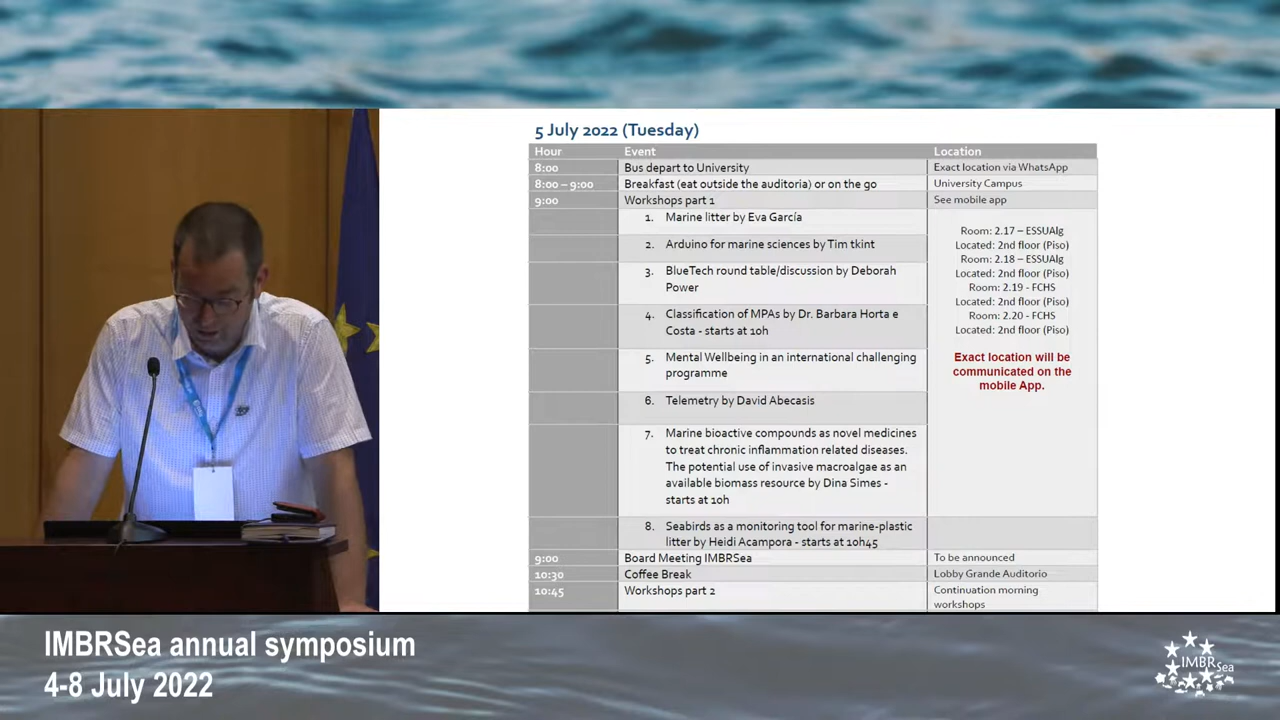 5 July 2022 (Tuesday)
Hour Event Location
8:00 Bus depart to University Exact location via WhatsApp
8:00 – 9:00 Breakfast (eat outside the auditoria) or on the go University Campus
9:00 Workshops part 1 See mobile app
1. Marine litter by Eva García
2. Arduino for marine sciences by Tim tkint
3. BlueTech round table/discussion by Deborah
Power
4. Classification of MPAs by Dr. Barbara Horta e
Costa - starts at 10h
5. Mental Wellbeing in an international challenging
programme
6. Telemetry by David Abecasis
7. Marine bioactive compounds as novel medicines
to treat chronic inflammation related diseases.
The potential use of invasive macroalgae as an
available biomass resource by Dina Simes -
starts at 10h
8. Seabirds as a monitoring tool for marine-plastic
litter by Heidi Acampora - starts at 10h45
Room: 2.17 – ESSUAlg
Located: 2nd floor (Piso)
Room: 2.18 – ESSUAlg
Located: 2nd floor (Piso)
Room: 2.19 - FCHS
Located: 2nd floor (Piso)
Room: 2.20 - FCHS
Located: 2nd floor (Piso)
Exact location will be
communicated on the
mobile App.
9:00 Board Meeting IMBRSea To be announced
10:30 Coffee Break Lobby Grande Auditorio
10:45 Workshops part 2 Continuation morning
workshops
IMBRSea annual symposium
4-8 July 2022
IMBRSea